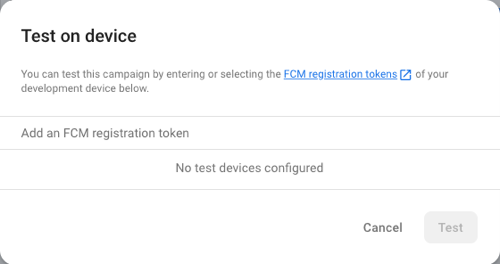 Test on device
You can test this campaign by entering or selecting the FCM registration tokens of your
development device below.
Add an FCM registration token
No test devices configured
Cancel Test